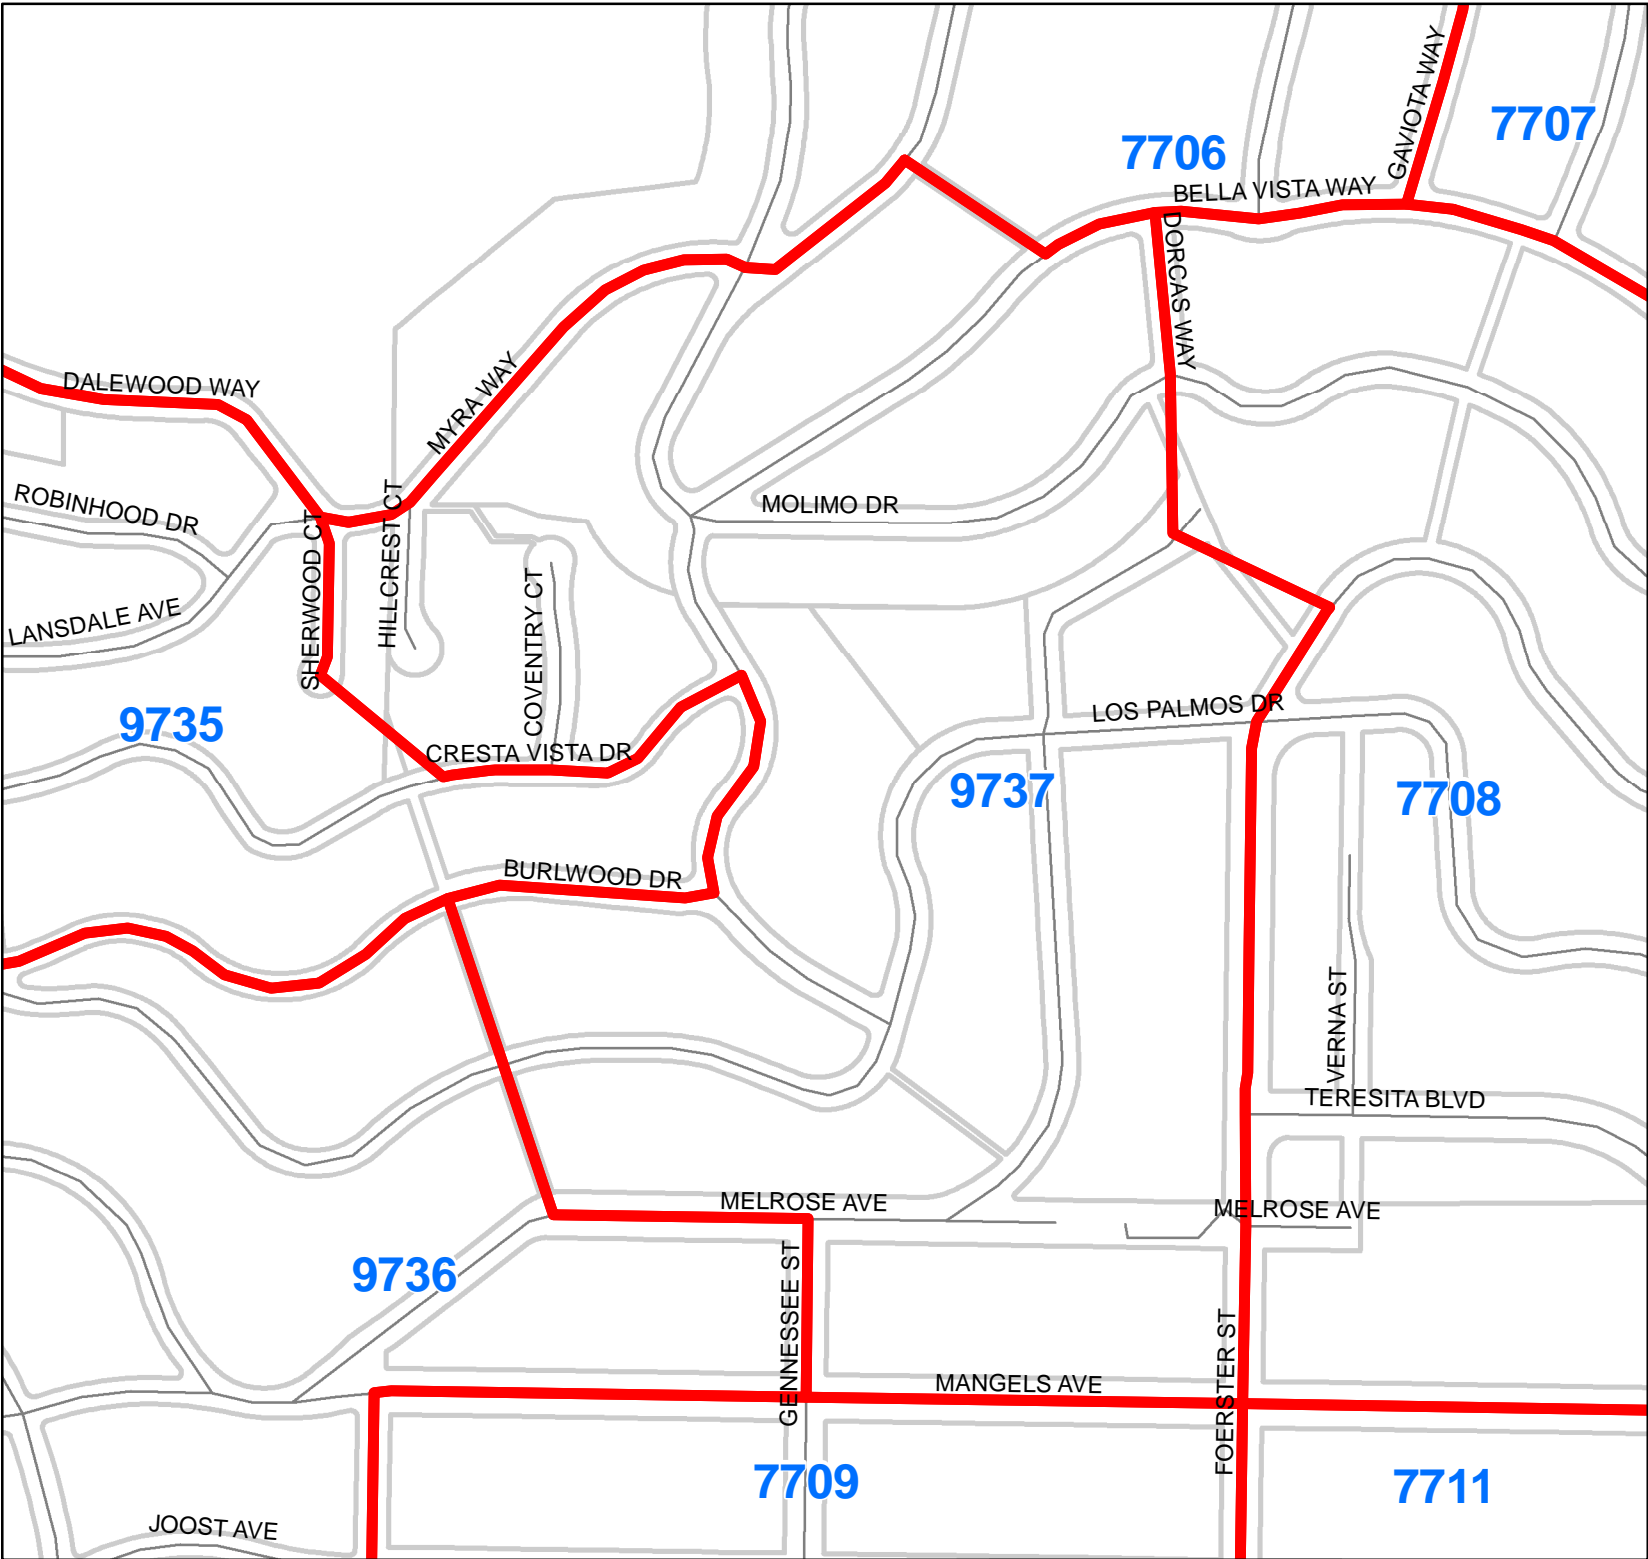 GAVIOTA WAY
7707
7706
BELLA VISTA WAY
DORCAS WAY
DALEWOOD WAY
MYRA WAY
ROBINHOOD DR
HILLCREST CT
MOLIMO DR
SHERWOOD CT
LANSDALE AVE
COVENTRY CT
9735
LOS PALMOS DR
CRESTA VISTA DR
9737
7708
BURLWOOD DR
VERNA ST
TERESITA BLVD
MELROSE AVE
MELROSE AVE
9736
GENNESSEE ST
FOERSTER ST
MANGELS AVE
7709
7711
JOOST AVE